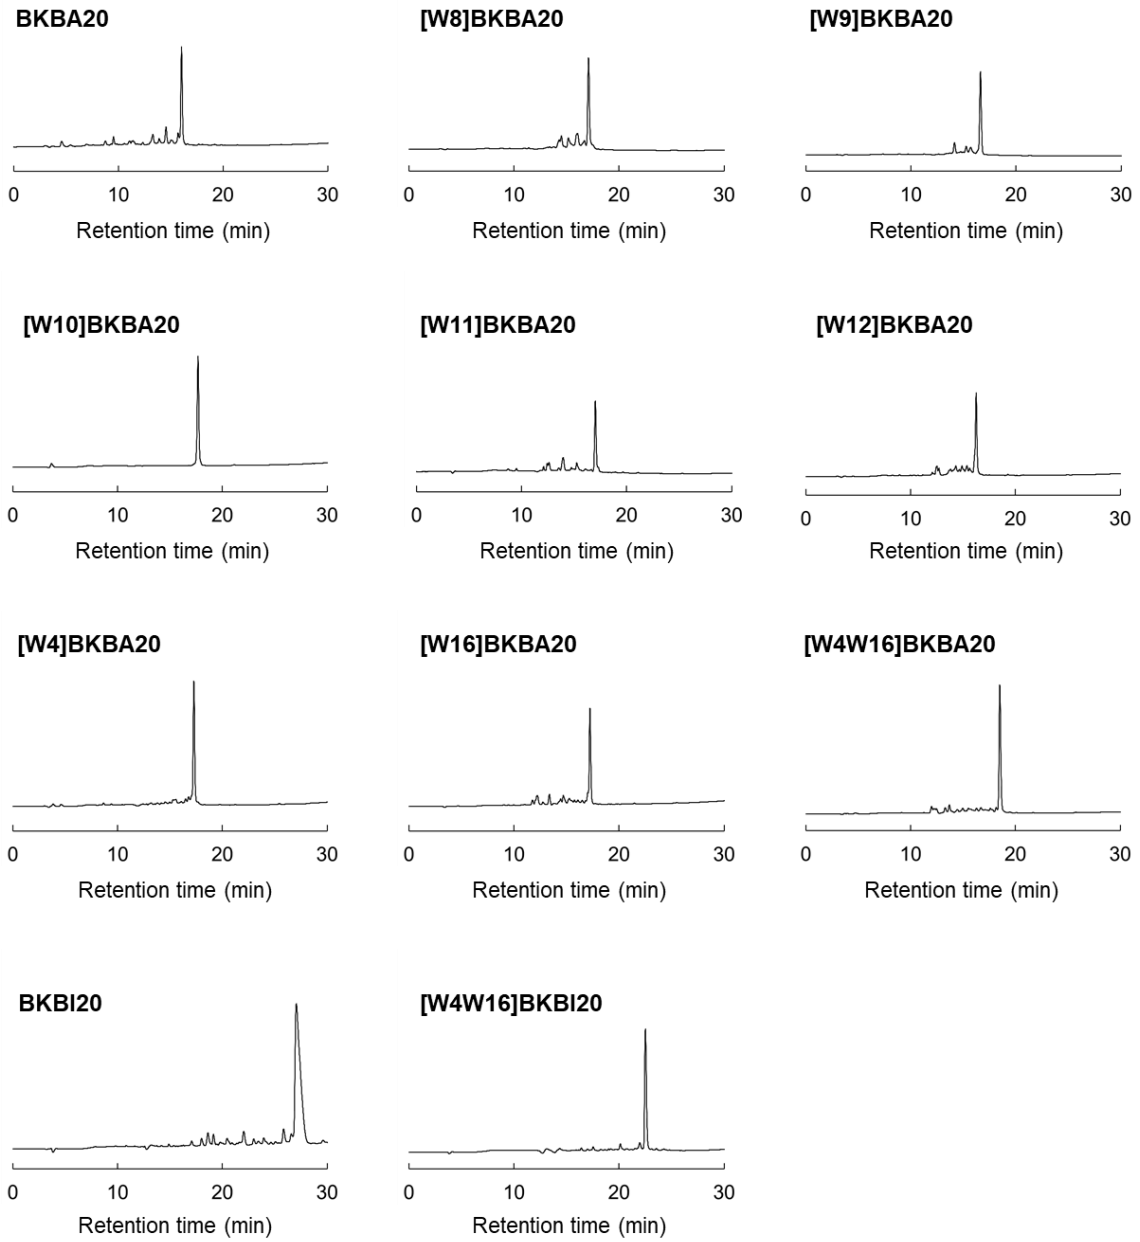 BKBA20
[W8]BKBA20
[W9]BKBA20
0 10 20 30
0 10 20 30
0 10 20 30
Retention time (min)
Retention time (min)
Retention time (min)
[W10]BKBA20
[W11]BKBA20
[W12]BKBA20
0 10 20 30
0 10 20 30
0 10 20 30
Retention time (min)
Retention time (min)
Retention time (min)
[W4]BKBA20
[W16]BKBA20
[W4W16]BKBA20
0 10 20 30
0 10 20 30
0 10 20 30
Retention time (min)
Retention time (min)
Retention time (min)
BKBI20
[W4W16]BKBI20
0 10 20 30
0 10 20 30
Retention time (min)
Retention time (min)